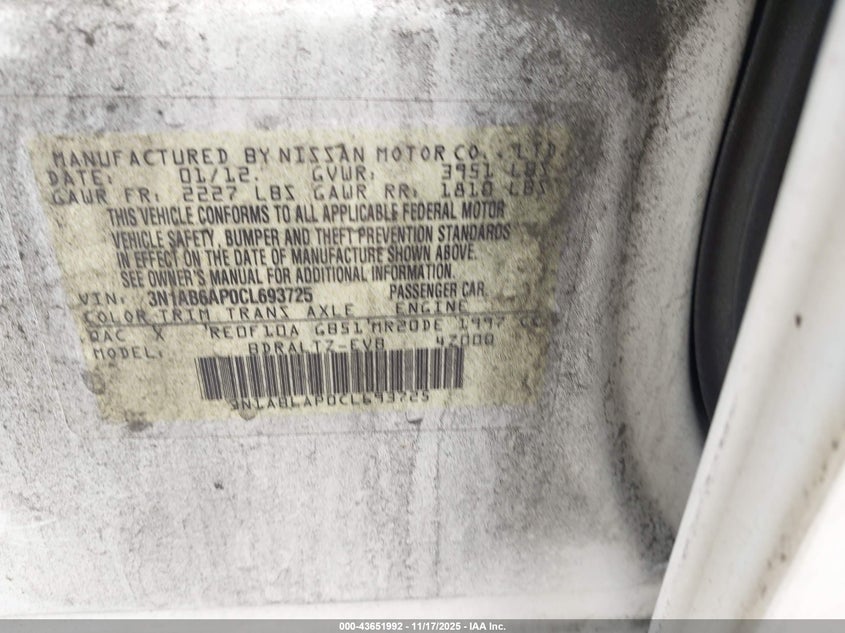 MANUFACTURED BY NISSAN MOTOR CO., LTD.
DATE: 01/12. GVWR: 3951 LBS
GAWR FR: 2227 LBS GAWR RR: 1810 LBS
THIS VEHICLE CONFORMS TO ALL APPLICABLE FEDERAL MOTOR
VEHICLE SAFETY, BUMPER AND THEFT PREVENTION STANDARDS
IN EFFECT ON THE DATE OF MANUFACTURE SHOWN ABOVE.
SEE OWNER'S MANUAL FOR ADDITIONAL INFORMATION.
VIN: 3N1AB6AP0CL693725 PASSENGER CAR.
COLOR TRIM TRANS AXLE ENGINE
QAC X RE0F10A GB51 MR20DE 1997 CC
MODEL: BDRALTZ-EVB 4Z000
3N1AB6AP0CL693725
000-43651992 — 11/17/2025 — IAA Inc.